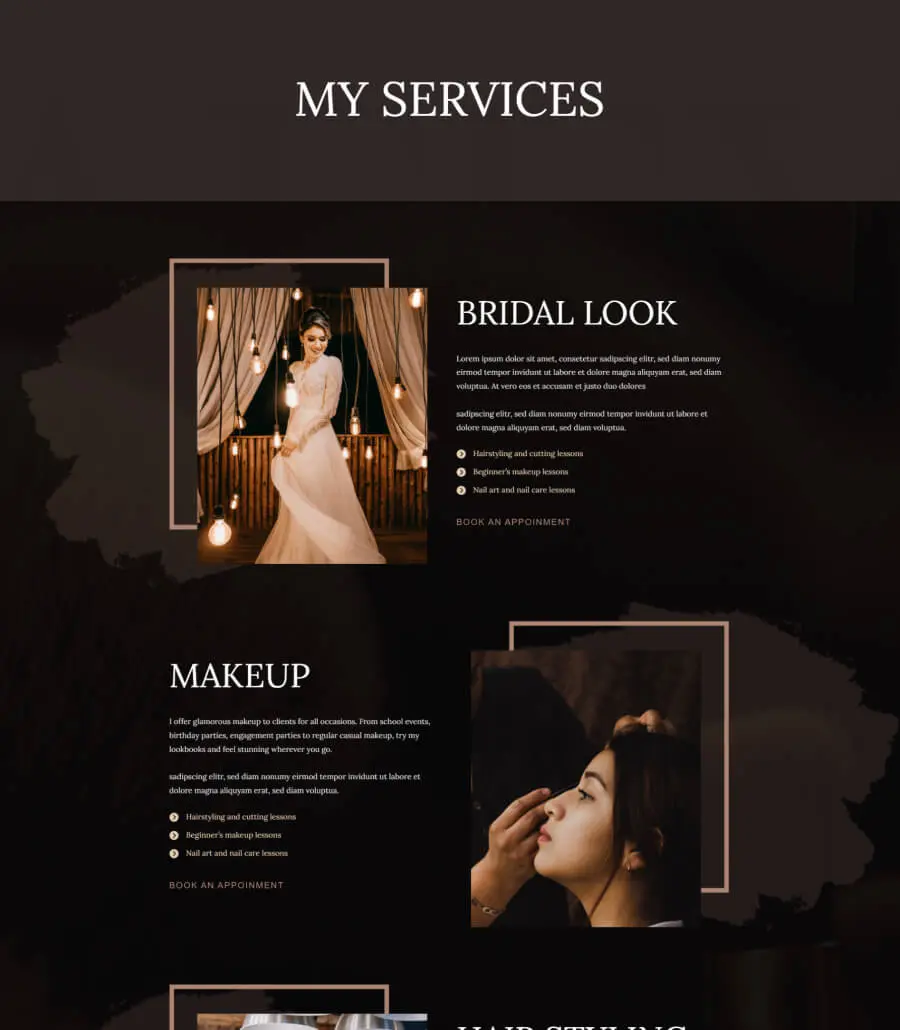 MY SERVICES
BRIDAL LOOK
Lorem ipsum dolor sit amet, consetetur sadipscing elitr, sed diam nonumy
eirmod tempor invidunt ut labore et dolore magna aliquyam erat, sed diam
voluptua. At vero eos et accusam et justo duo dolores
sadipscing elitr, sed diam nonumy eirmod tempor invidunt ut labore et
dolore magna aliquyam erat, sed diam voluptua.
Hairstyling and cutting lessons
Beginner's makeup lessons
Nail art and nail care lessons
BOOK AN APPOINMENT
MAKEUP
I offer glamorous makeup to clients for all occasions. From school events,
birthday parties, engagement parties to regular casual makeup, try my
lookbooks and feel stunning wherever you go.
sadipscing elitr, sed diam nonumy eirmod tempor invidunt ut labore et
dolore magna aliquyam erat, sed diam voluptua.
Hairstyling and cutting lessons
Beginner's makeup lessons
Nail art and nail care lessons
BOOK AN APPOINMENT
HAIR STYLING